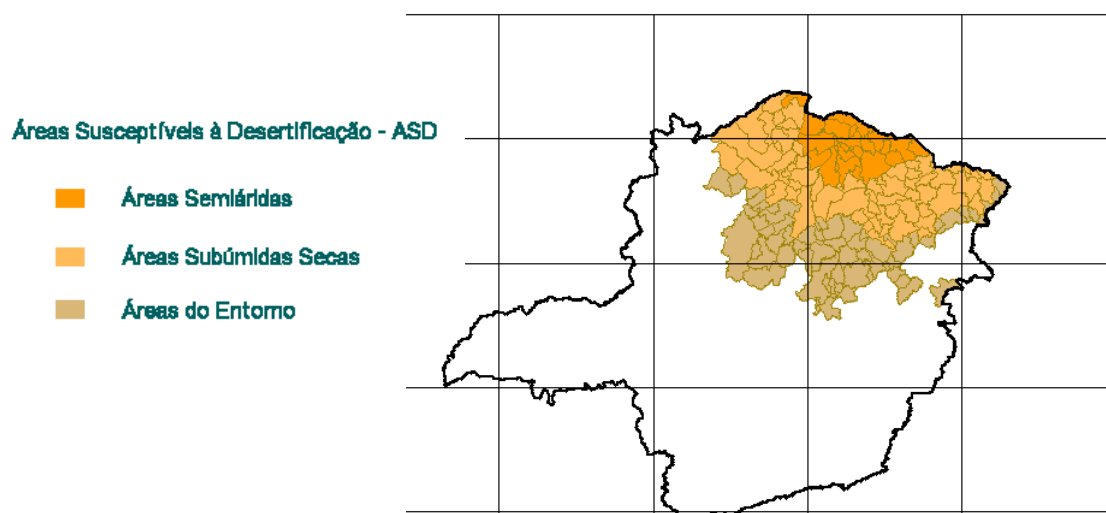 Áreas Susceptíveis à Desertificação - ASD
Áreas Semiáridas
Áreas Subúmidas Secas
Áreas do Entorno